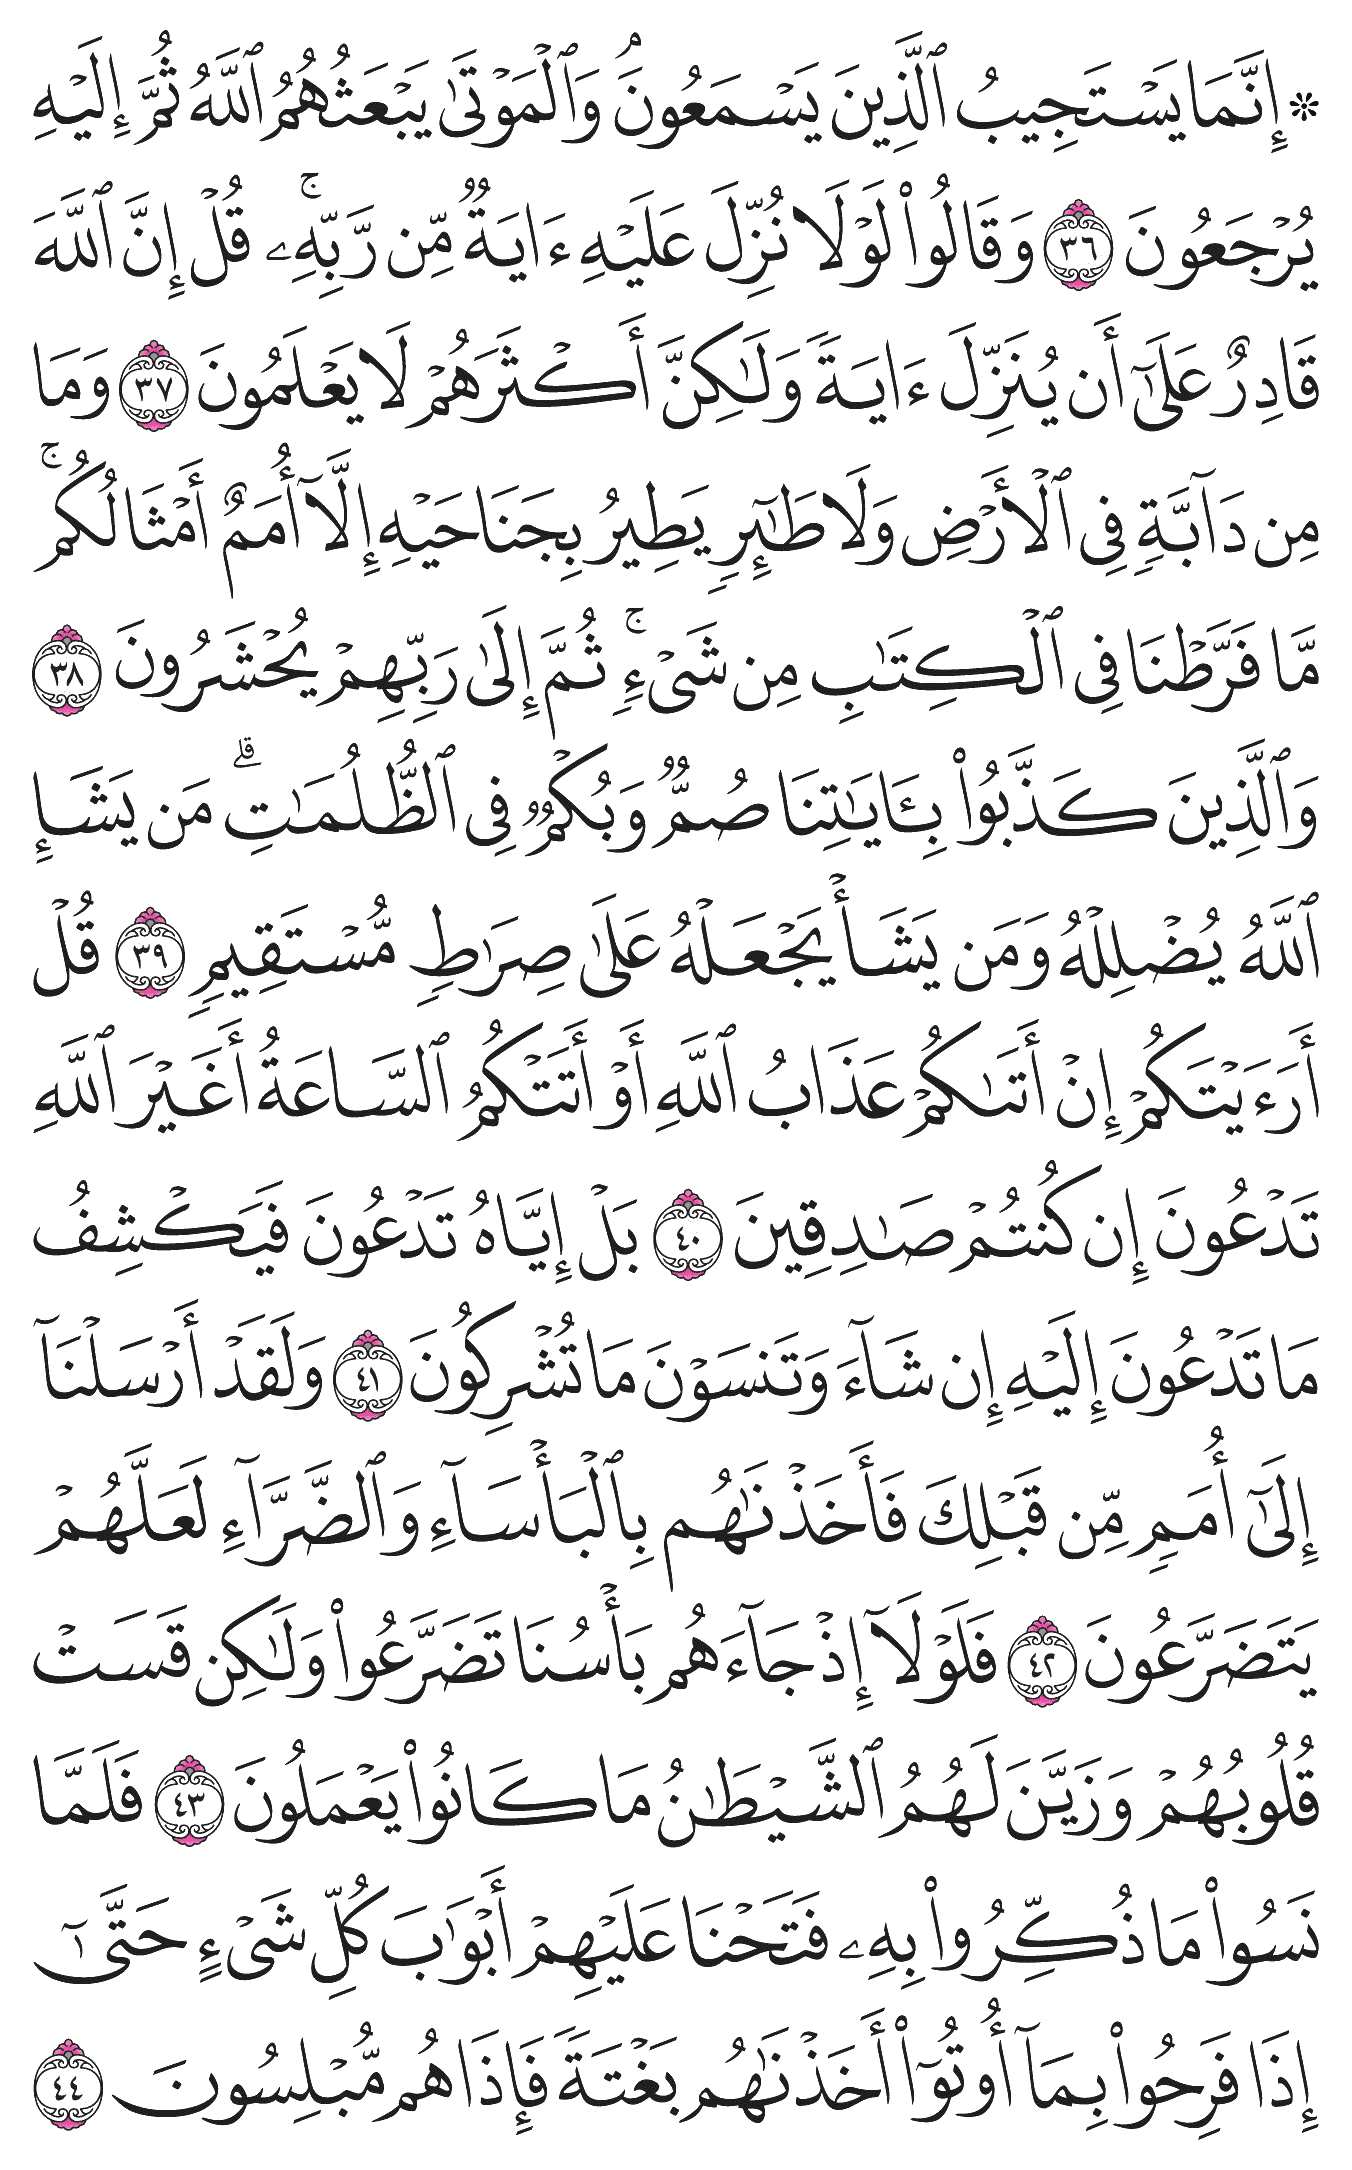 ۞ إِنَّمَا يَسۡتَجِيبُ ٱلَّذِينَ يَسۡمَعُونَۘ وَٱلۡمَوۡتَىٰ يَبۡعَثُهُمُ ٱللَّهُ ثُمَّ إِلَيۡهِ
يُرۡجَعُونَ ٣٦ وَقَالُواْ لَوۡلَا نُزِّلَ عَلَيۡهِ ءَايَةٞ مِّن رَّبِّهِۦۚ قُلۡ إِنَّ ٱللَّهَ
قَادِرٌ عَلَىٰٓ أَن يُنَزِّلَ ءَايَةٗ وَلَٰكِنَّ أَكۡثَرَهُمۡ لَا يَعۡلَمُونَ ٣٧ وَمَا
مِن دَآبَّةٖ فِي ٱلۡأَرۡضِ وَلَا طَٰٓئِرٖ يَطِيرُ بِجَنَاحَيۡهِ إِلَّآ أُمَمٌ أَمۡثَالُكُمۚ
مَّا فَرَّطۡنَا فِي ٱلۡكِتَٰبِ مِن شَيۡءٖۚ ثُمَّ إِلَىٰ رَبِّهِمۡ يُحۡشَرُونَ ٣٨
وَٱلَّذِينَ كَذَّبُواْ بِـَٔايَٰتِنَا صُمّٞ وَبُكۡمٞ فِي ٱلظُّلُمَٰتِۗ مَن يَشَإِ
ٱللَّهُ يُضۡلِلۡهُ وَمَن يَشَأۡ يَجۡعَلۡهُ عَلَىٰ صِرَٰطٖ مُّسۡتَقِيمٖ ٣٩ قُلۡ
أَرَءَيۡتَكُمۡ إِنۡ أَتَىٰكُمۡ عَذَابُ ٱللَّهِ أَوۡ أَتَتۡكُمُ ٱلسَّاعَةُ أَغَيۡرَ ٱللَّهِ
تَدۡعُونَ إِن كُنتُمۡ صَٰدِقِينَ ٤٠ بَلۡ إِيَّاهُ تَدۡعُونَ فَيَكۡشِفُ
مَا تَدۡعُونَ إِلَيۡهِ إِن شَآءَ وَتَنسَوۡنَ مَا تُشۡرِكُونَ ٤١ وَلَقَدۡ أَرۡسَلۡنَآ
إِلَىٰٓ أُمَمٖ مِّن قَبۡلِكَ فَأَخَذۡنَٰهُم بِٱلۡبَأۡسَآءِ وَٱلضَّرَّآءِ لَعَلَّهُمۡ
يَتَضَرَّعُونَ ٤٢ فَلَوۡلَآ إِذۡ جَآءَهُم بَأۡسُنَا تَضَرَّعُواْ وَلَٰكِن قَسَتۡ
قُلُوبُهُمۡ وَزَيَّنَ لَهُمُ ٱلشَّيۡطَٰنُ مَا كَانُواْ يَعۡمَلُونَ ٤٣ فَلَمَّا
نَسُواْ مَا ذُكِّرُواْ بِهِۦ فَتَحۡنَا عَلَيۡهِمۡ أَبۡوَٰبَ كُلِّ شَيۡءٍ حَتَّىٰٓ
إِذَا فَرِحُواْ بِمَآ أُوتُوٓاْ أَخَذۡنَٰهُم بَغۡتَةٗ فَإِذَا هُم مُّبۡلِسُونَ ٤٤